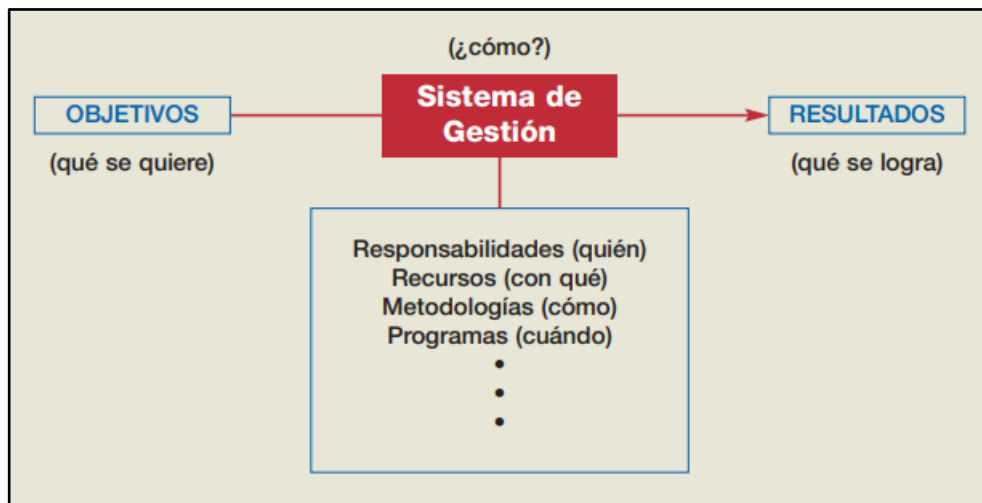 (¿cómo?)
OBJETIVOS
Sistema de
Gestión
RESULTADOS
(qué se quiere)
(qué se logra)
Responsabilidades (quién)
Recursos (con qué)
Metodologías (cómo)
Programas (cuándo)
•
•
•